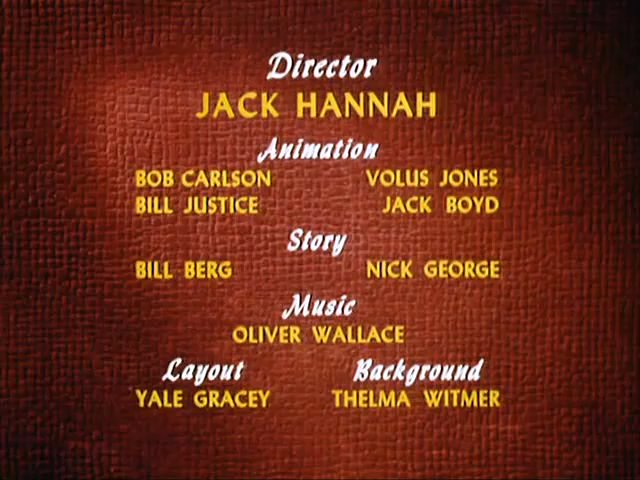 Director
JACK HANNAH
Animation
BOB CARLSON VOLUS JONES
BILL JUSTICE JACK BOYD
Story
BILL BERG NICK GEORGE
Music
OLIVER WALLACE
Layout Background
YALE GRACEY THELMA WITMER